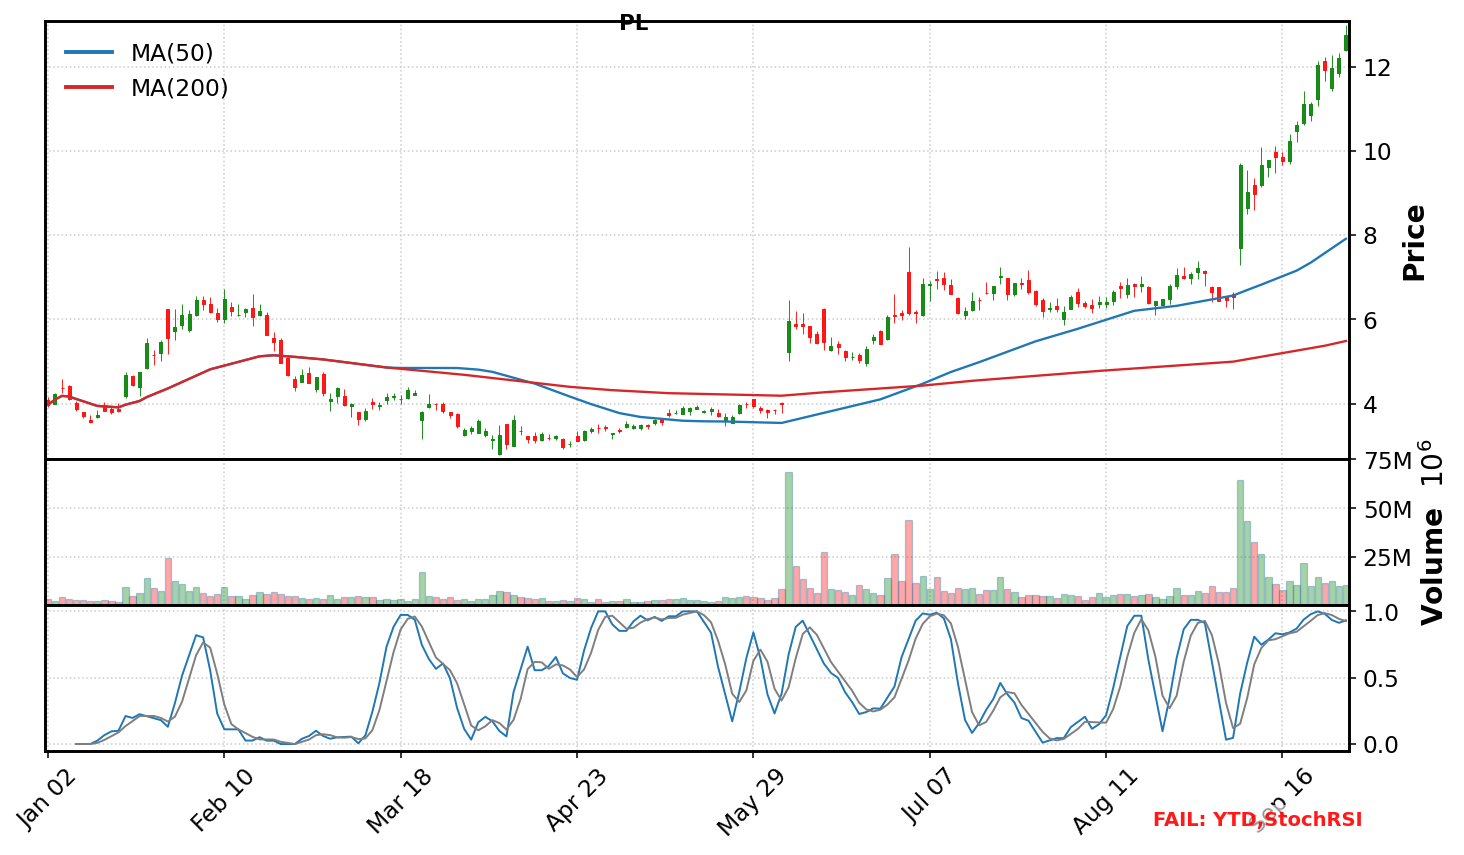 PL
MA(50)
MA(200)
12
10
8
6
4
Price
75M
50M
25M
Volume 10^6
1.0
0.5
0.0
Jan 02
Feb 10
Mar 18
Apr 23
May 29
Jul 07
Aug 11
Sep 16
FAIL: YTD,StochRSI